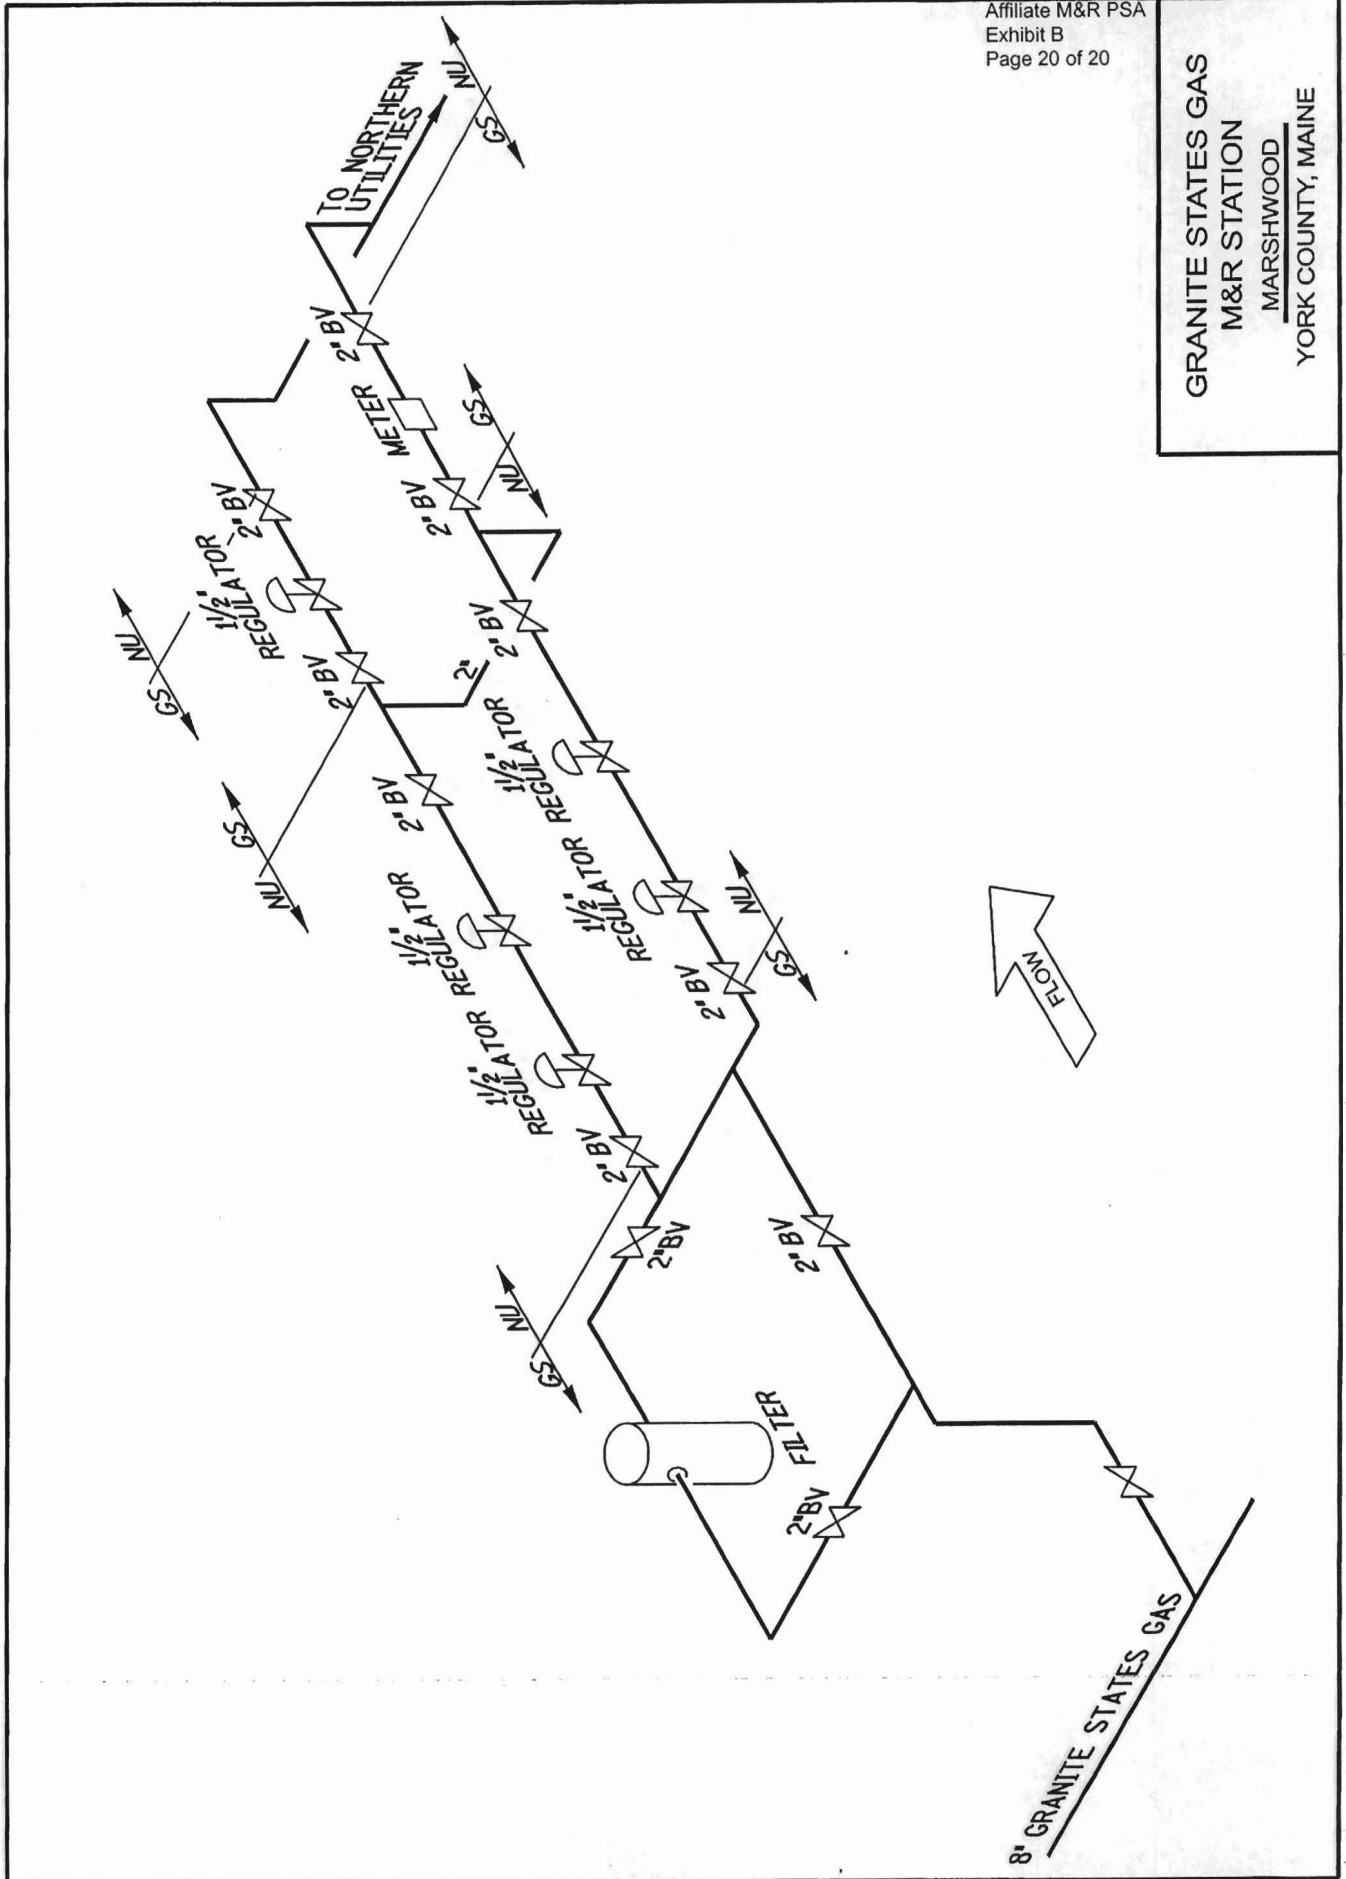 Affiliate M&R PSA
Exhibit B
Page 20 of 20
GRANITE STATES GAS
M&R STATION
MARSHWOOD
YORK COUNTY, MAINE
TO NORTHERN
UTILITIES
NU
GS
2" BV
METER
GS
NU
2" BV
2" BV
1½"
REGULATOR
NU
GS
2" BV
2"
2" BV
GS
NU
2" BV
1½"
REGULATOR
1½"
REGULATOR
1½"
REGULATOR
1½"
REGULATOR
2" BV
NU
GS
2" BV
2" BV
2" BV
NU
GS
FILTER
2" BV
FLOW
8" GRANITE STATES GAS